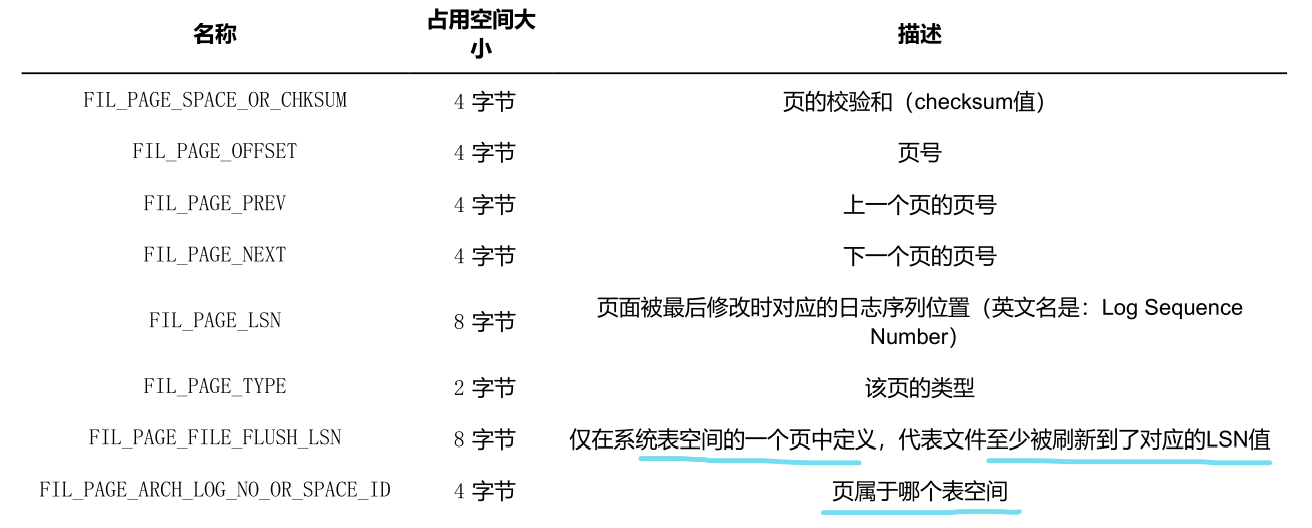 名称 占用空间大小 描述
FIL_PAGE_SPACE_OR_CHKSUM 4 字节 页的校验和（checksum值）
FIL_PAGE_OFFSET 4 字节 页号
FIL_PAGE_PREV 4 字节 上一个页的页号
FIL_PAGE_NEXT 4 字节 下一个页的页号
FIL_PAGE_LSN 8 字节 页面被最后修改时对应的日志序列位置（英文名是：Log Sequence
Number）
FIL_PAGE_TYPE 2 字节 该页的类型
FIL_PAGE_FILE_FLUSH_LSN 8 字节 仅在系统表空间的一个页中定义，代表文件至少被刷新到了对应的LSN值
FIL_PAGE_ARCH_LOG_NO_OR_SPACE_ID 4 字节 页属于哪个表空间